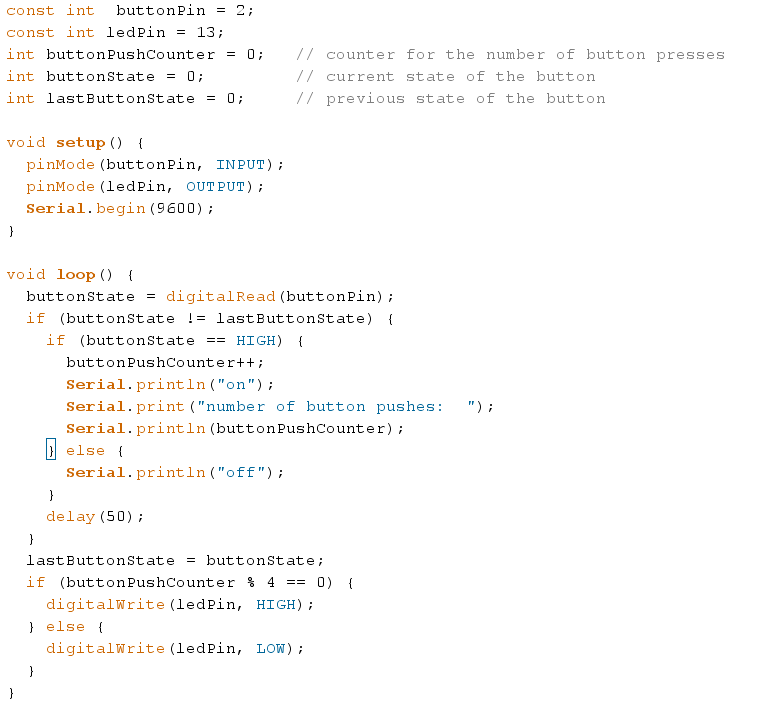 const int  buttonPin = 2;
const int ledPin = 13;
int buttonPushCounter = 0;   // counter for the number of button presses
int buttonState = 0;         // current state of the button
int lastButtonState = 0;     // previous state of the button

void setup() {
  pinMode(buttonPin, INPUT);
  pinMode(ledPin, OUTPUT);
  Serial.begin(9600);
}

void loop() {
  buttonState = digitalRead(buttonPin);
  if (buttonState != lastButtonState) {
    if (buttonState == HIGH) {
      buttonPushCounter++;
      Serial.println("on");
      Serial.print("number of button pushes:  ");
      Serial.println(buttonPushCounter);
    } else {
      Serial.println("off");
    }
    delay(50);
  }
  lastButtonState = buttonState;
  if (buttonPushCounter % 4 == 0) {
    digitalWrite(ledPin, HIGH);
  } else {
    digitalWrite(ledPin, LOW);
  }
}